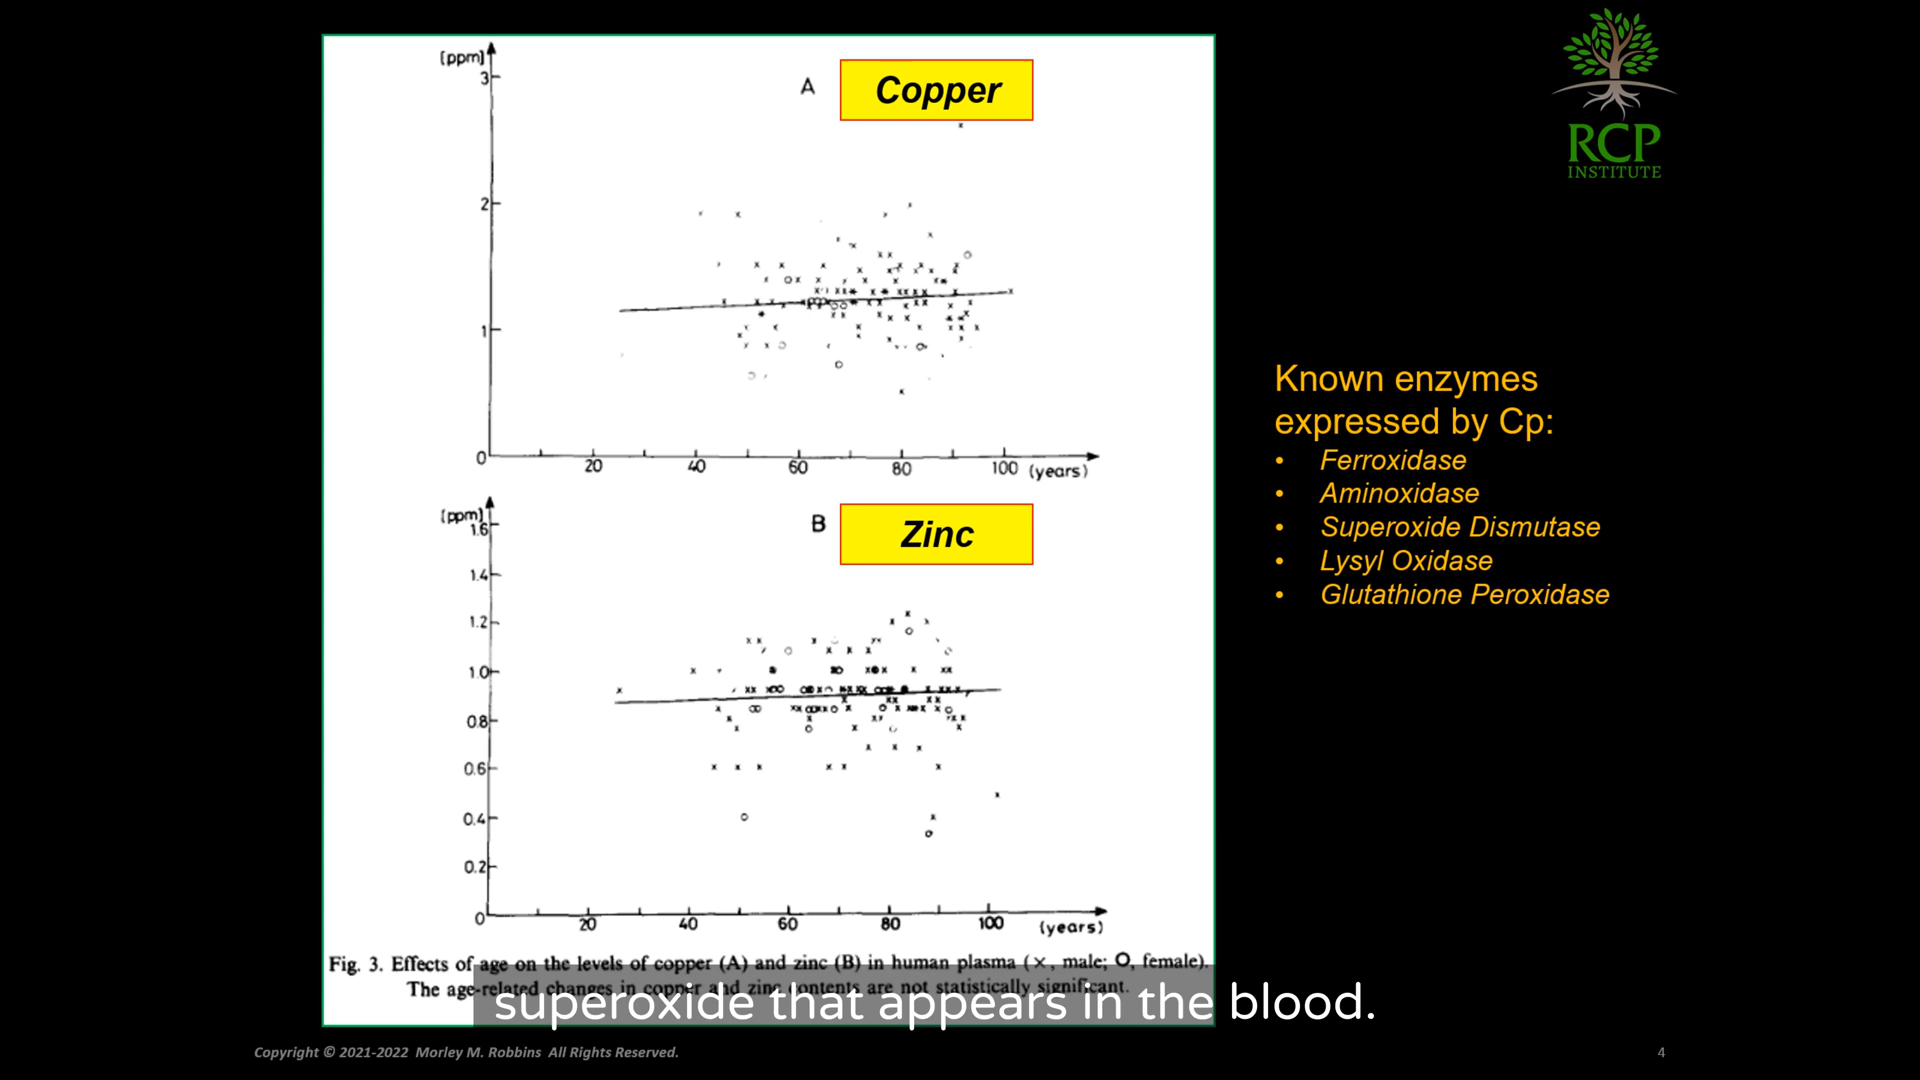 [ppm]
3
2
1
0
20 40 60 80 100 (years)
A
Copper
[ppm]
1.6
1.4
1.2
1.0
0.8
0.6
0.4
0.2
0
20 40 60 80 100 (years)
B
Zinc
Fig. 3. Effects of age on the levels of copper (A) and zinc (B) in human plasma (×, male; O, female).
The age-related changes in copper and zinc contents are not statistically significant.
RCP
INSTITUTE
Known enzymes
expressed by Cp:
• Ferroxidase
• Aminoxidase
• Superoxide Dismutase
• Lysyl Oxidase
• Glutathione Peroxidase
superoxide that appears in the blood.
Copyright © 2021-2022 Morley M. Robbins All Rights Reserved.
4